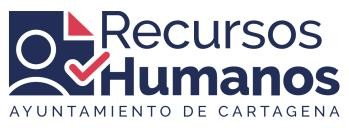 Recursos
Humanos
AYUNTAMIENTO DE CARTAGENA